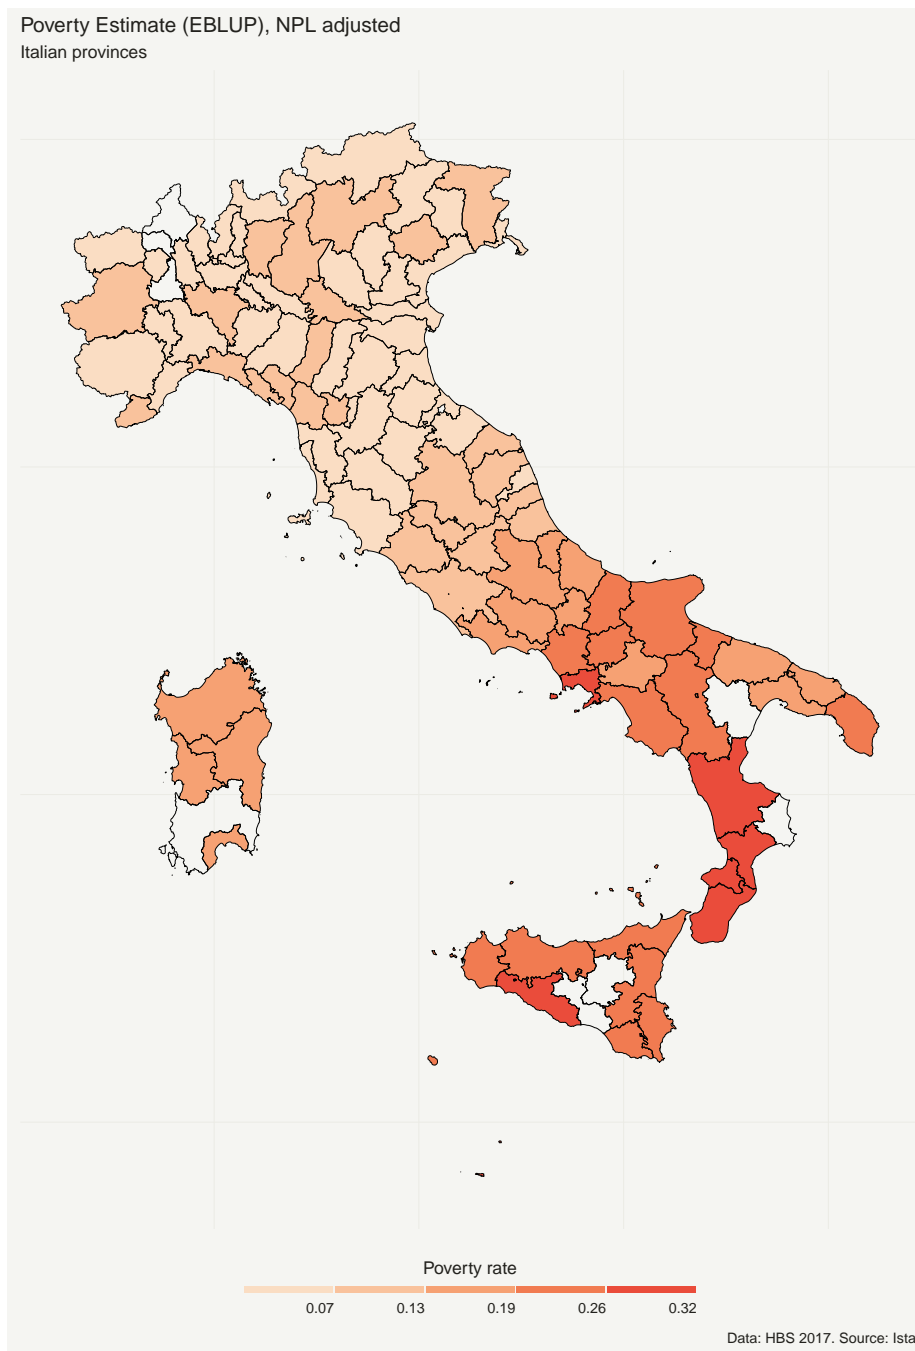 Poverty Estimate (EBLUP), NPL adjusted
Italian provinces
Poverty rate
0.07 0.13 0.19 0.26 0.32
Data: HBS 2017. Source: Ista